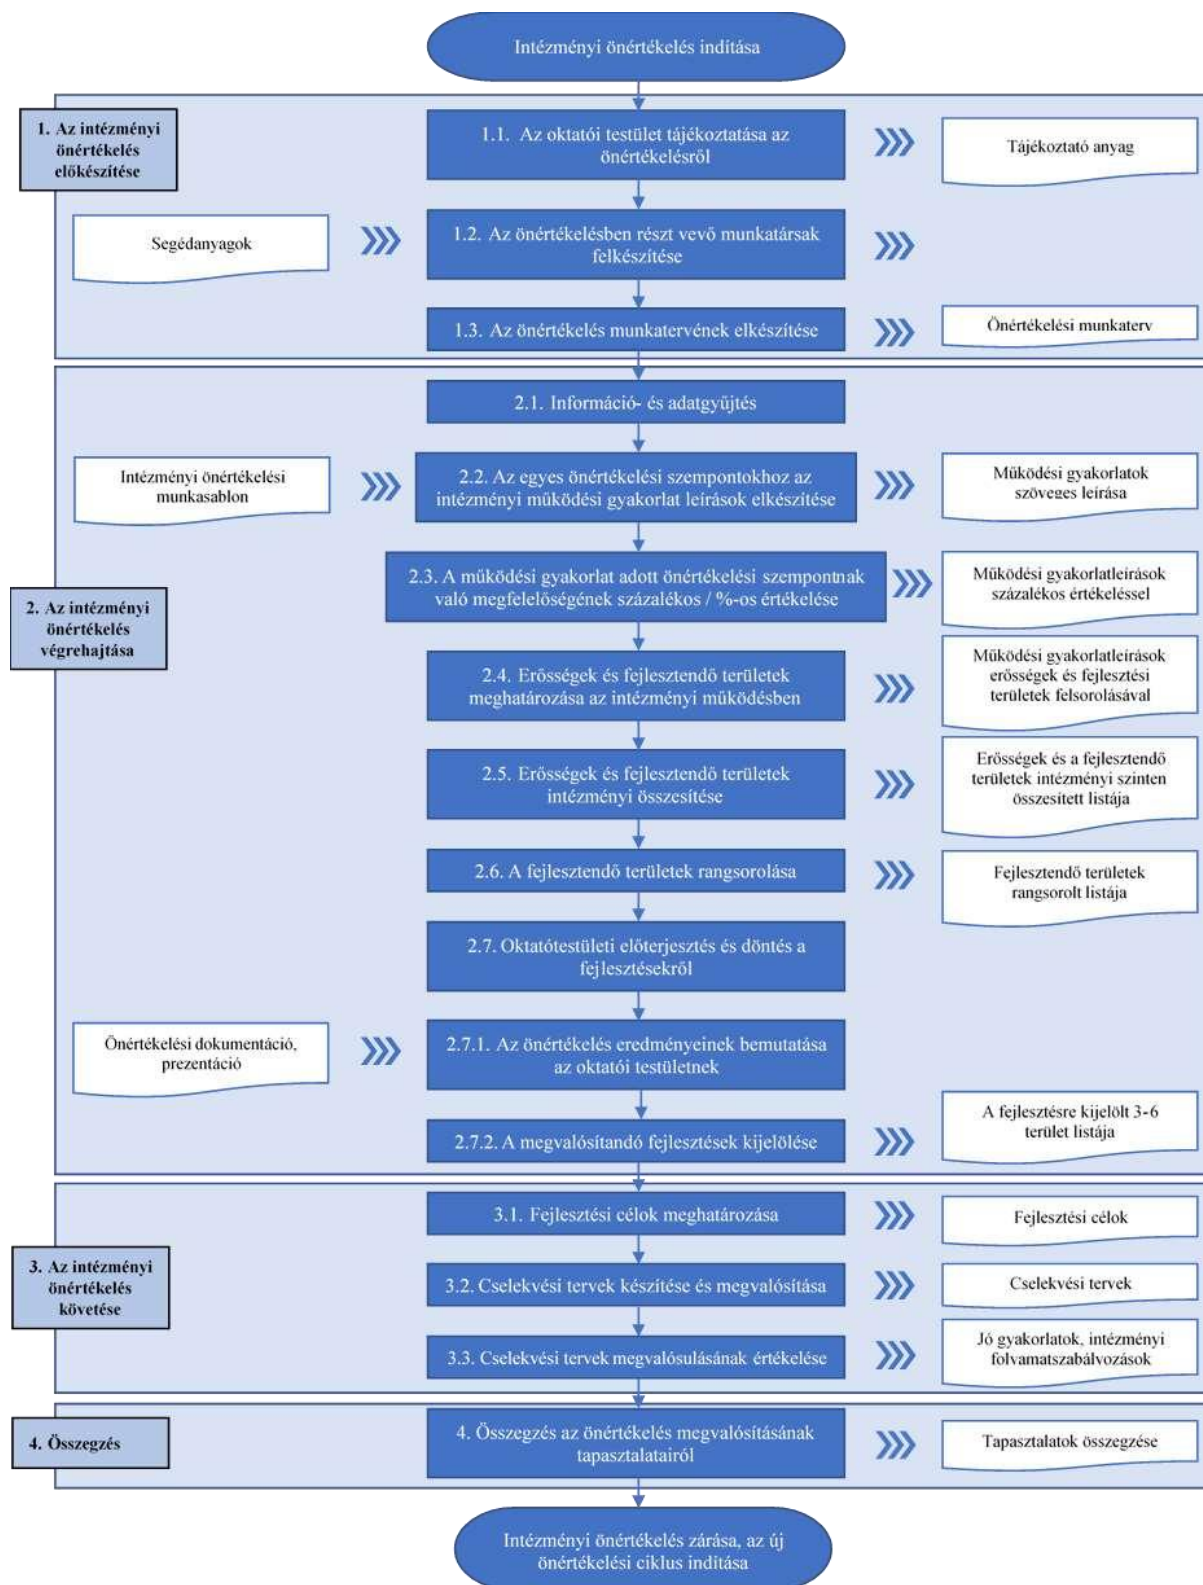 Intézményi önértékelés indítása
1. Az intézményi
önértékelés
előkészítése
1.1. Az oktatói testület tájékoztatása az
önértékelésről
Tájékoztató anyag
Segédanyagok
1.2. Az önértékelésben részt vevő munkatársak
felkészítése
1.3. Az önértékelés munkatervének elkészítése
Önértékelési munkaterv
2. Az intézményi
önértékelés
végrehajtása
2.1. Információ- és adatgyűjtés
Intézményi önértékelési
munkasablon
2.2. Az egyes önértékelési szempontokhoz az
intézményi működési gyakorlat leírások elkészítése
Működési gyakorlatok
szöveges leírása
2.3. A működési gyakorlat adott önértékelési szempontnak
való megfelelőségének százalékos / %-os értékelése
Működési gyakorlatleírások
százalékos értékeléssel
2.4. Erősségek és fejlesztendő területek
meghatározása az intézményi működésben
Működési gyakorlatleírások
erősségek és fejlesztési
területek felsorolásával
2.5. Erősségek és fejlesztendő területek
intézményi összesítése
Erősségek és a fejlesztendő
területek intézményi szinten
összesített listája
2.6. A fejlesztendő területek rangsorolása
Fejlesztendő területek
rangsorolt listája
2.7. Oktatótestületi előterjesztés és döntés a
fejlesztésekről
Önértékelési dokumentáció,
prezentáció
2.7.1. Az önértékelés eredményeinek bemutatása
az oktatói testületnek
2.7.2. A megvalósítandó fejlesztések kijelölése
A fejlesztésre kijelölt 3-6
terület listája
3. Az intézményi
önértékelés
követése
3.1. Fejlesztési célok meghatározása
Fejlesztési célok
3.2. Cselekvési tervek készítése és megvalósítása
Cselekvési tervek
3.3. Cselekvési tervek megvalósulásának értékelése
Jó gyakorlatok, intézményi
folyamatszabályozások
4. Összegzés
4. Összegzés az önértékelés megvalósításának
tapasztalatairól
Tapasztalatok összegzése
Intézményi önértékelés zárása, az új
önértékelési ciklus indítása